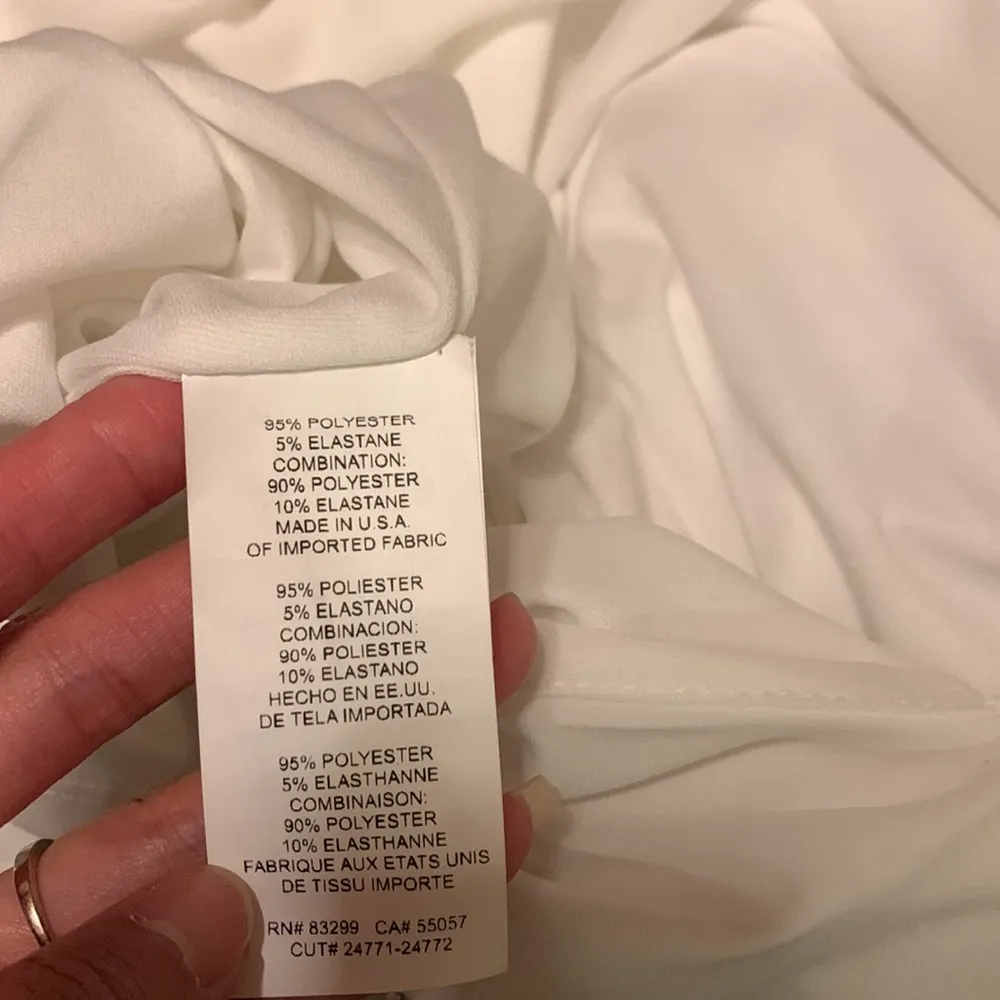 95% POLYESTER
5% ELASTANE
COMBINATION:
90% POLYESTER
10% ELASTANE
MADE IN U.S.A.
OF IMPORTED FABRIC
95% POLIESTER
5% ELASTANO
COMBINACION:
90% POLIESTER
10% ELASTANO
HECHO EN EE.UU.
DE TELA IMPORTADA
95% POLYESTER
5% ELASTHANNE
COMBINAISON:
90% POLYESTER
10% ELASTHANNE
FABRIQUE AUX ETATS UNIS
DE TISSU IMPORTE
RN# 83299 CA# 55057
CUT# 24771-24772